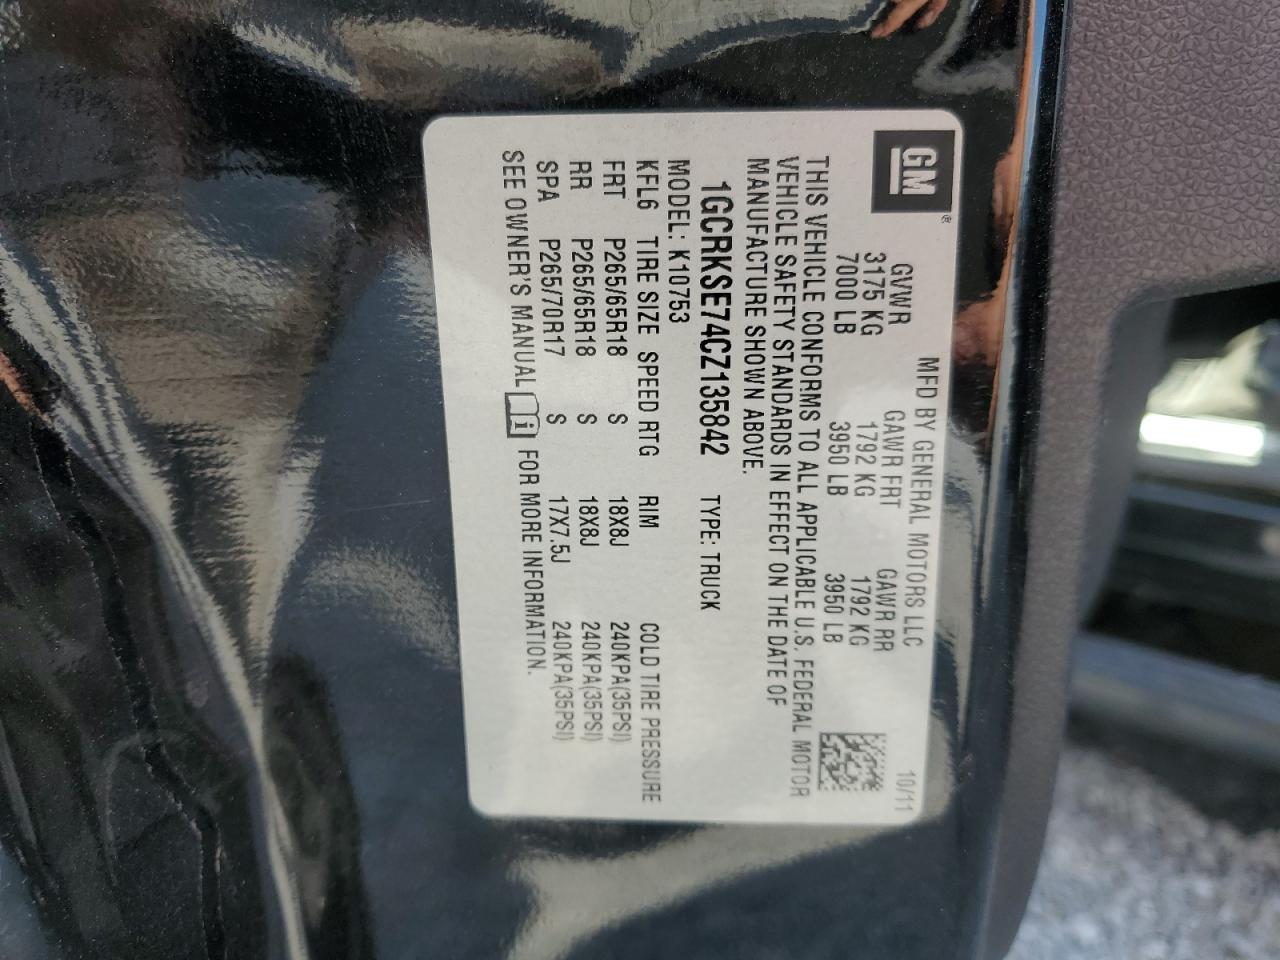 GM®
MFD BY GENERAL MOTORS LLC 10/11
GVWR GAWR FRT GAWR RR
3175 KG 1792 KG 1792 KG
7000 LB 3950 LB 3950 LB
THIS VEHICLE CONFORMS TO ALL APPLICABLE U.S. FEDERAL MOTOR
VEHICLE SAFETY STANDARDS IN EFFECT ON THE DATE OF
MANUFACTURE SHOWN ABOVE.
1GCRKSE74CZ135842 TYPE: TRUCK
MODEL: K10753
KFL6 TIRE SIZE SPEED RTG RIM COLD TIRE PRESSURE
FRT P265/65R18 S 18X8J 240KPA(35PSI)
RR P265/65R18 S 18X8J 240KPA(35PSI)
SPA P265/70R17 S 17X7.5J 240KPA(35PSI)
SEE OWNER'S MANUAL i FOR MORE INFORMATION.